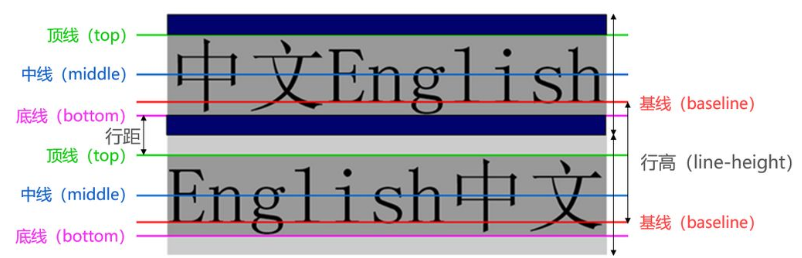 顶线（top）
中文English
中线（middle）
基线（baseline）
底线（bottom）
行距
顶线（top）
行高（line-height）
English中文
中线（middle）
基线（baseline）
底线（bottom）